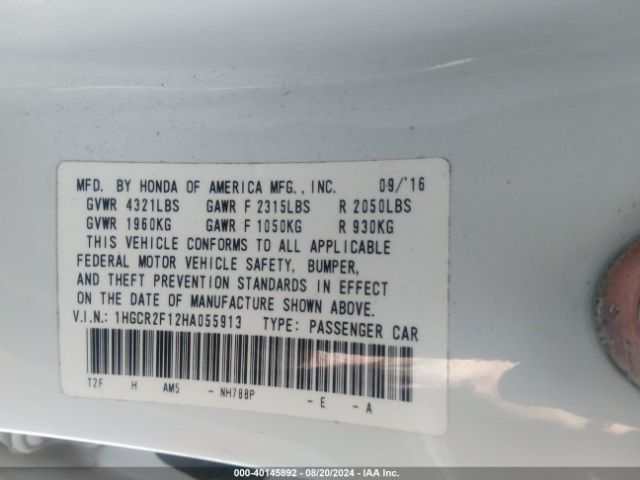 MFD. BY HONDA OF AMERICA MFG., INC. 09/'16
GVWR 4321LBS GAWR F 2315LBS R 2050LBS
GVWR 1960KG GAWR F 1050KG R 930KG
THIS VEHICLE CONFORMS TO ALL APPLICABLE
FEDERAL MOTOR VEHICLE SAFETY, BUMPER,
AND THEFT PREVENTION STANDARDS IN EFFECT
ON THE DATE OF MANUFACTURE SHOWN ABOVE.
V.I.N.: 1HGCR2F12HA055913 TYPE: PASSENGER CAR
T2F H AM5 - NH788P - E - A
000-40145892 - 08/20/2024 - IAA Inc.